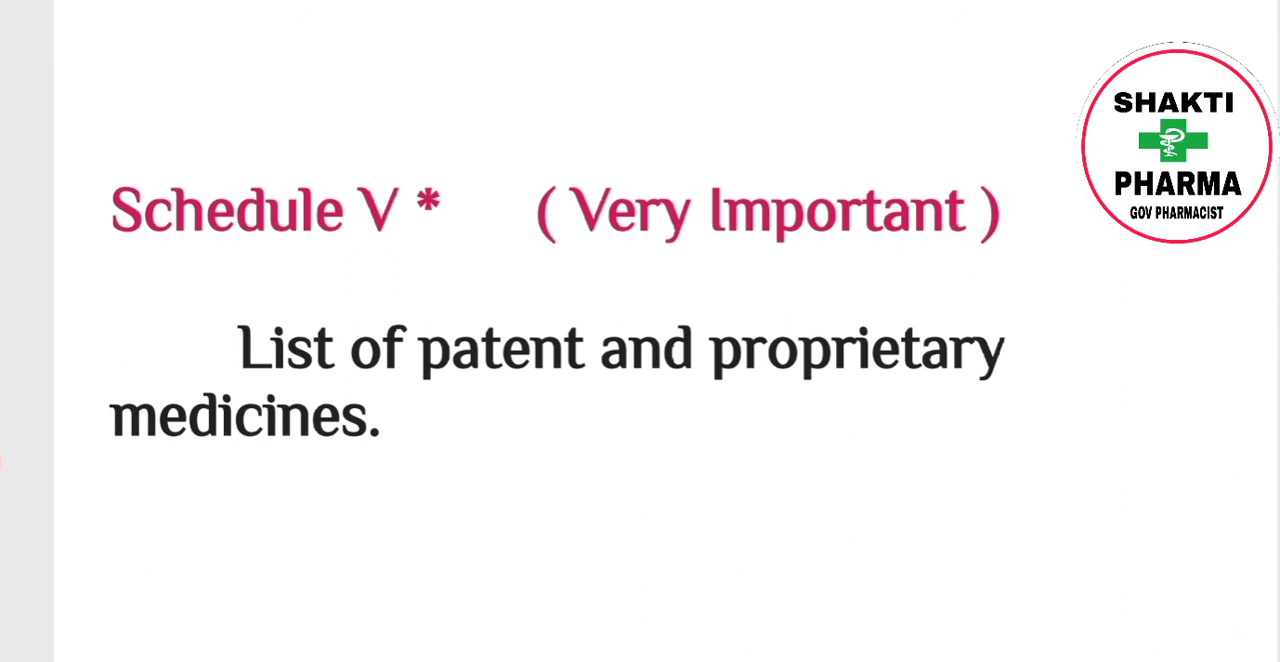 SHAKTI
PHARMA
GOV PHARMACIST
Schedule V * ( Very Important )
List of patent and proprietary
medicines.